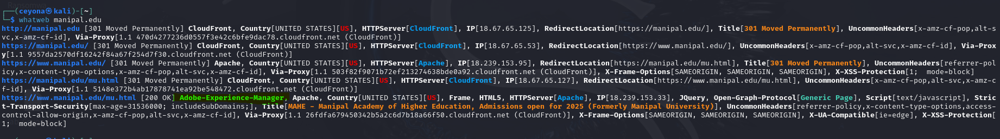 ┌──(ceyona㉿kali)-[~]
└─$ whatweb manipal.edu
http://manipal.edu [301 Moved Permanently] CloudFront, Country[UNITED STATES][US], HTTPServer[CloudFront], IP[18.67.65.125], RedirectLocation[https://manipal.edu/], Title[301 Moved Permanently], UncommonHeaders[x-amz-cf-pop,alt-s
vc,x-amz-cf-id], Via-Proxy[1.1 470d4277236d0557f3e42c6bfe9dac78.cloudfront.net (CloudFront)]
https://manipal.edu/ [301 Moved Permanently] CloudFront, Country[UNITED STATES][US], HTTPServer[CloudFront], IP[18.67.65.53], RedirectLocation[https://www.manipal.edu/], UncommonHeaders[x-amz-cf-pop,alt-svc,x-amz-cf-id], Via-Prox
y[1.1 9557da2570df16242f84a67f254d7f30.cloudfront.net (CloudFront)]
https://www.manipal.edu/ [301 Moved Permanently] Apache, Country[UNITED STATES][US], HTTPServer[Apache], IP[18.239.153.95], RedirectLocation[https://manipal.edu/mu.html], Title[301 Moved Permanently], UncommonHeaders[referrer-pol
icy,x-content-type-options,x-amz-cf-pop,alt-svc,x-amz-cf-id], Via-Proxy[1.1 503f82f9071b72ef213274638bde0a92.cloudfront.net (CloudFront)], X-Frame-Options[SAMEORIGIN, SAMEORIGIN, SAMEORIGIN], X-XSS-Protection[1;  mode=block]
https://manipal.edu/mu.html [301 Moved Permanently] CloudFront, Country[UNITED STATES][US], HTTPServer[CloudFront], IP[18.67.65.127], RedirectLocation[https://www.manipal.edu/mu.html], UncommonHeaders[x-amz-cf-pop,alt-svc,x-amz-c
f-id], Via-Proxy[1.1 5148e372b4ab17878741ea92be548472.cloudfront.net (CloudFront)]
https://www.manipal.edu/mu.html [200 OK] Adobe-Experience-Manager, Apache, Country[UNITED STATES][US], Frame, HTML5, HTTPServer[Apache], IP[18.239.153.33], JQuery, Open-Graph-Protocol[Generic Page], Script[text/javascript], Stric
t-Transport-Security[max-age=31536000; includeSubDomains;], Title[MAHE - Manipal Academy of Higher Education, Admissions open for 2025 (Formerly Manipal University)], UncommonHeaders[referrer-policy,x-content-type-options,access-
control-allow-origin,x-amz-cf-pop,alt-svc,x-amz-cf-id], Via-Proxy[1.1 26fdfa679450342b5a2c6d7b18a66f50.cloudfront.net (CloudFront)], X-Frame-Options[SAMEORIGIN, SAMEORIGIN, SAMEORIGIN], X-UA-Compatible[ie=edge], X-XSS-Protection[
1;  mode=block]